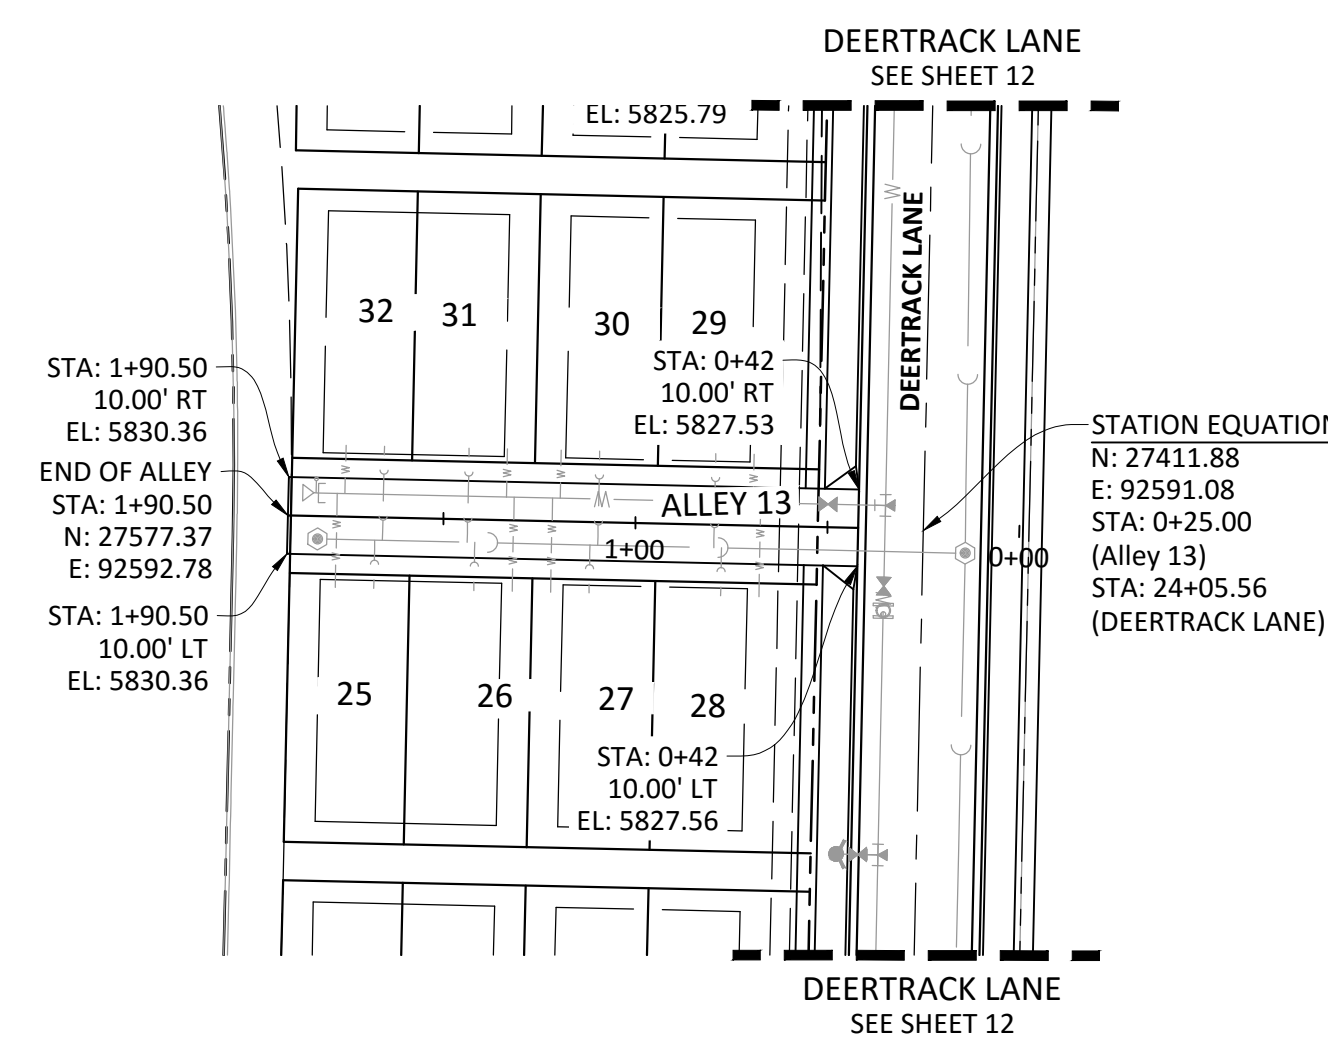 DEERTRACK LANE
SEE SHEET 12
EL: 5825.79
DEERTRACK LANE
W
32
31
30
29
STA: 1+90.50
10.00' RT
EL: 5830.36
STA: 0+42
10.00' RT
EL: 5827.53
END OF ALLEY
STA: 1+90.50
N: 27577.37
E: 92592.78
STA: 1+90.50
10.00' LT
EL: 5830.36
ALLEY 13
1+00
0+00
STATION EQUATION
N: 27411.88
E: 92591.08
STA: 0+25.00
(Alley 13)
STA: 24+05.56
(DEERTRACK LANE)
25
26
27
28
STA: 0+42
10.00' LT
EL: 5827.56
DEERTRACK LANE
SEE SHEET 12